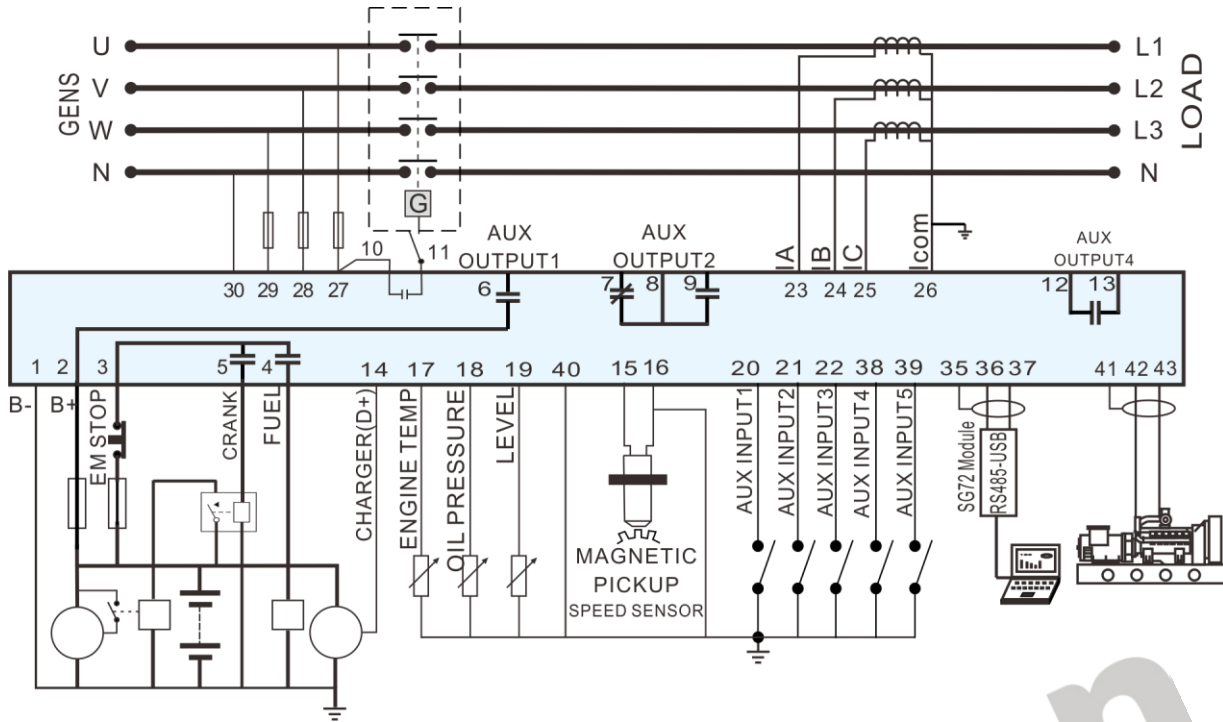 U
V
W
N
GENS
L1
L2
L3
N
LOAD
G
10
11
AUX
OUTPUT1
AUX
OUTPUT2
IA
IB
IC
Icom
AUX
OUTPUT4
30
29
28
27
6
7
8
9
23
24
25
26
12
13
1
2
3
5
4
14
17
18
19
40
15
16
20
21
22
38
39
35
36
37
41
42
43
B-
B+
EM STOP
CRANK
FUEL
CHARGER(D+)
ENGINE TEMP
OIL PRESSURE
LEVEL
MAGNETIC
PICKUP
SPEED SENSOR
AUX INPUT1
AUX INPUT2
AUX INPUT3
AUX INPUT4
AUX INPUT5
SG72 Module
RS485-USB